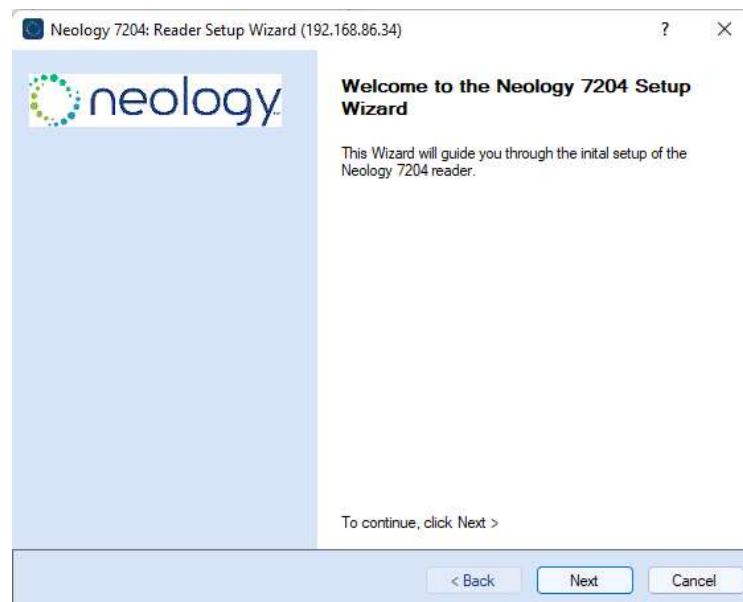 Neology 7204: Reader Setup Wizard (192.168.86.34) ?
neology
Welcome to the Neology 7204 Setup
Wizard
This Wizard will guide you through the inital setup of the
Neology 7204 reader.
To continue, click Next >
< Back Next Cancel